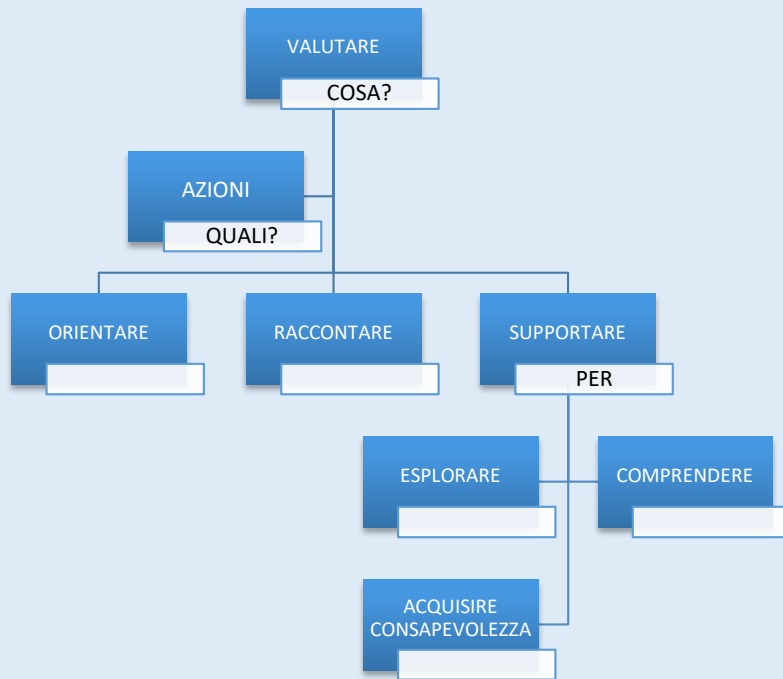 VALUTARE
COSA?
AZIONI
QUALI?
ORIENTARE
RACCONTARE
SUPPORTARE
PER
ESPLORARE
COMPRENDERE
ACQUISIRE
CONSAPEVOLEZZA